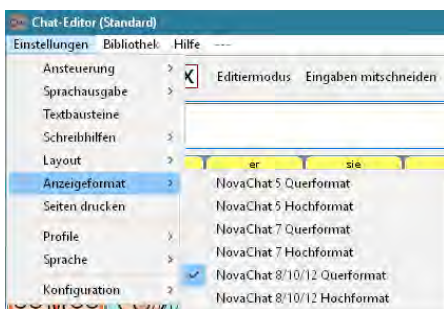 Chat-Editor (Standard)
Einstellungen Bibliothek Hilfe ---
Ansteuerung
X Editiermodus Eingaben mitschneiden
Sprachausgabe
Textbausteine
Schreibhilfen
Layout
er sie
Anzeigeformat
NovaChat 5 Querformat
Seiten drucken
NovaChat 5 Hochformat
NovaChat 7 Querformat
Profile
NovaChat 7 Hochformat
Sprache
NovaChat 8/10/12 Querformat
Konfiguration
NovaChat 8/10/12 Hochformat